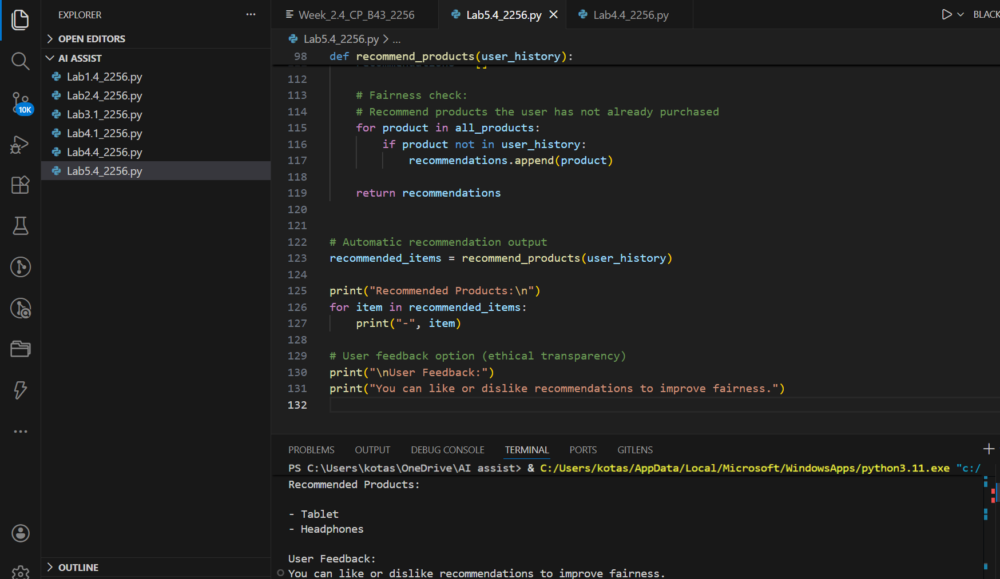 EXPLORER
OPEN EDITORS
AI ASSIST
Lab1.4_2256.py
Lab2.4_2256.py
Lab3.1_2256.py
Lab4.1_2256.py
Lab4.4_2256.py
Lab5.4_2256.py
OUTLINE
10K
Week_2.4_CP_B43_2256
Lab5.4_2256.py
Lab4.4_2256.py
BLACK
Lab5.4_2256.py > ...
98 def recommend_products(user_history):
112
113 # Fairness check:
114 # Recommend products the user has not already purchased
115 for product in all_products:
116 if product not in user_history:
117 recommendations.append(product)
118
119 return recommendations
120
121
122 # Automatic recommendation output
123 recommended_items = recommend_products(user_history)
124
125 print("Recommended Products:\n")
126 for item in recommended_items:
127 print("-", item)
128
129 # User feedback option (ethical transparency)
130 print("\nUser Feedback:")
131 print("You can like or dislike recommendations to improve fairness.")
132
PROBLEMS OUTPUT DEBUG CONSOLE TERMINAL PORTS GITLENS
PS C:\Users\kotas\OneDrive\AI assist> & C:/Users/kotas/AppData/Local/Microsoft/WindowsApps/python3.11.exe "c:/
Recommended Products:
- Tablet
- Headphones
User Feedback:
You can like or dislike recommendations to improve fairness.